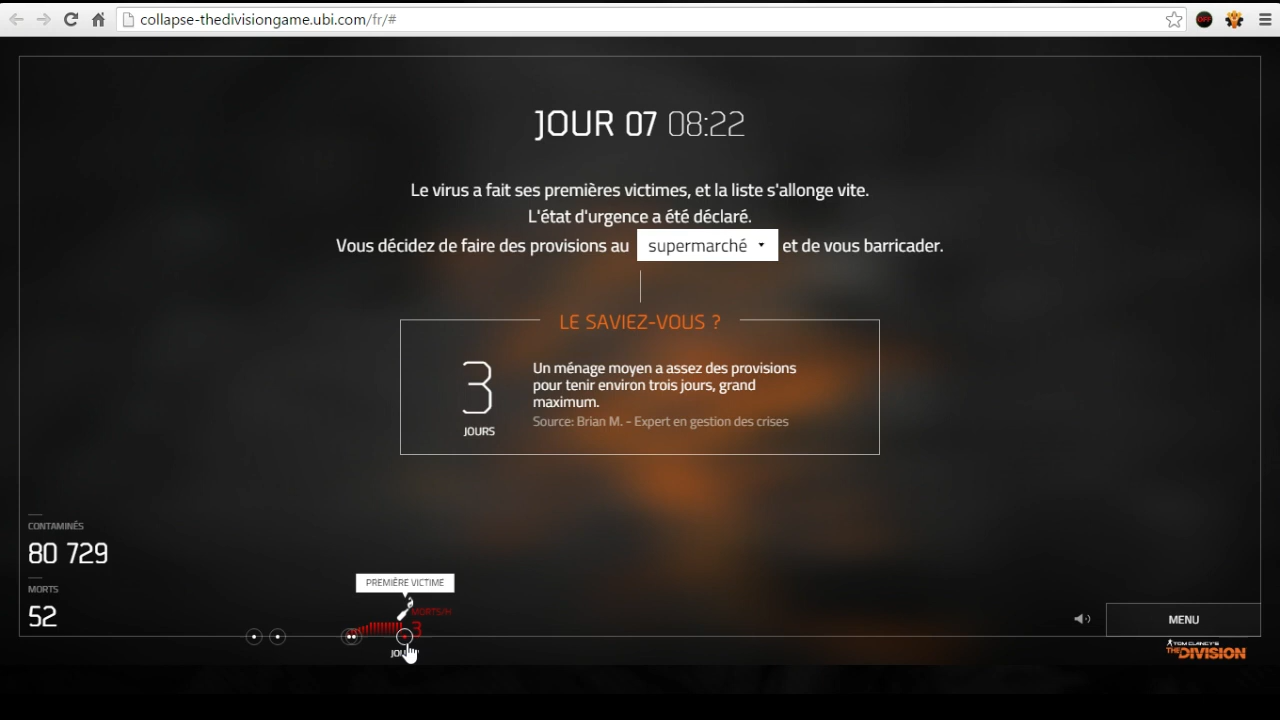 collapse-thedivisiongame.ubi.com/fr/#
OFF
JOUR 07 08:22
Le virus a fait ses premières victimes, et la liste s'allonge vite.
L'état d'urgence a été déclaré.
Vous décidez de faire des provisions au supermarché et de vous barricader.
LE SAVIEZ-VOUS ?
3
JOURS
Un ménage moyen a assez des provisions
pour tenir environ trois jours, grand
maximum.
Source: Brian M. - Expert en gestion des crises
CONTAMINÉS
80 729
MORTS
52
PREMIÈRE VICTIME
MORTS/H
3
MENU
TOM CLANCY'S
THE DIVISION